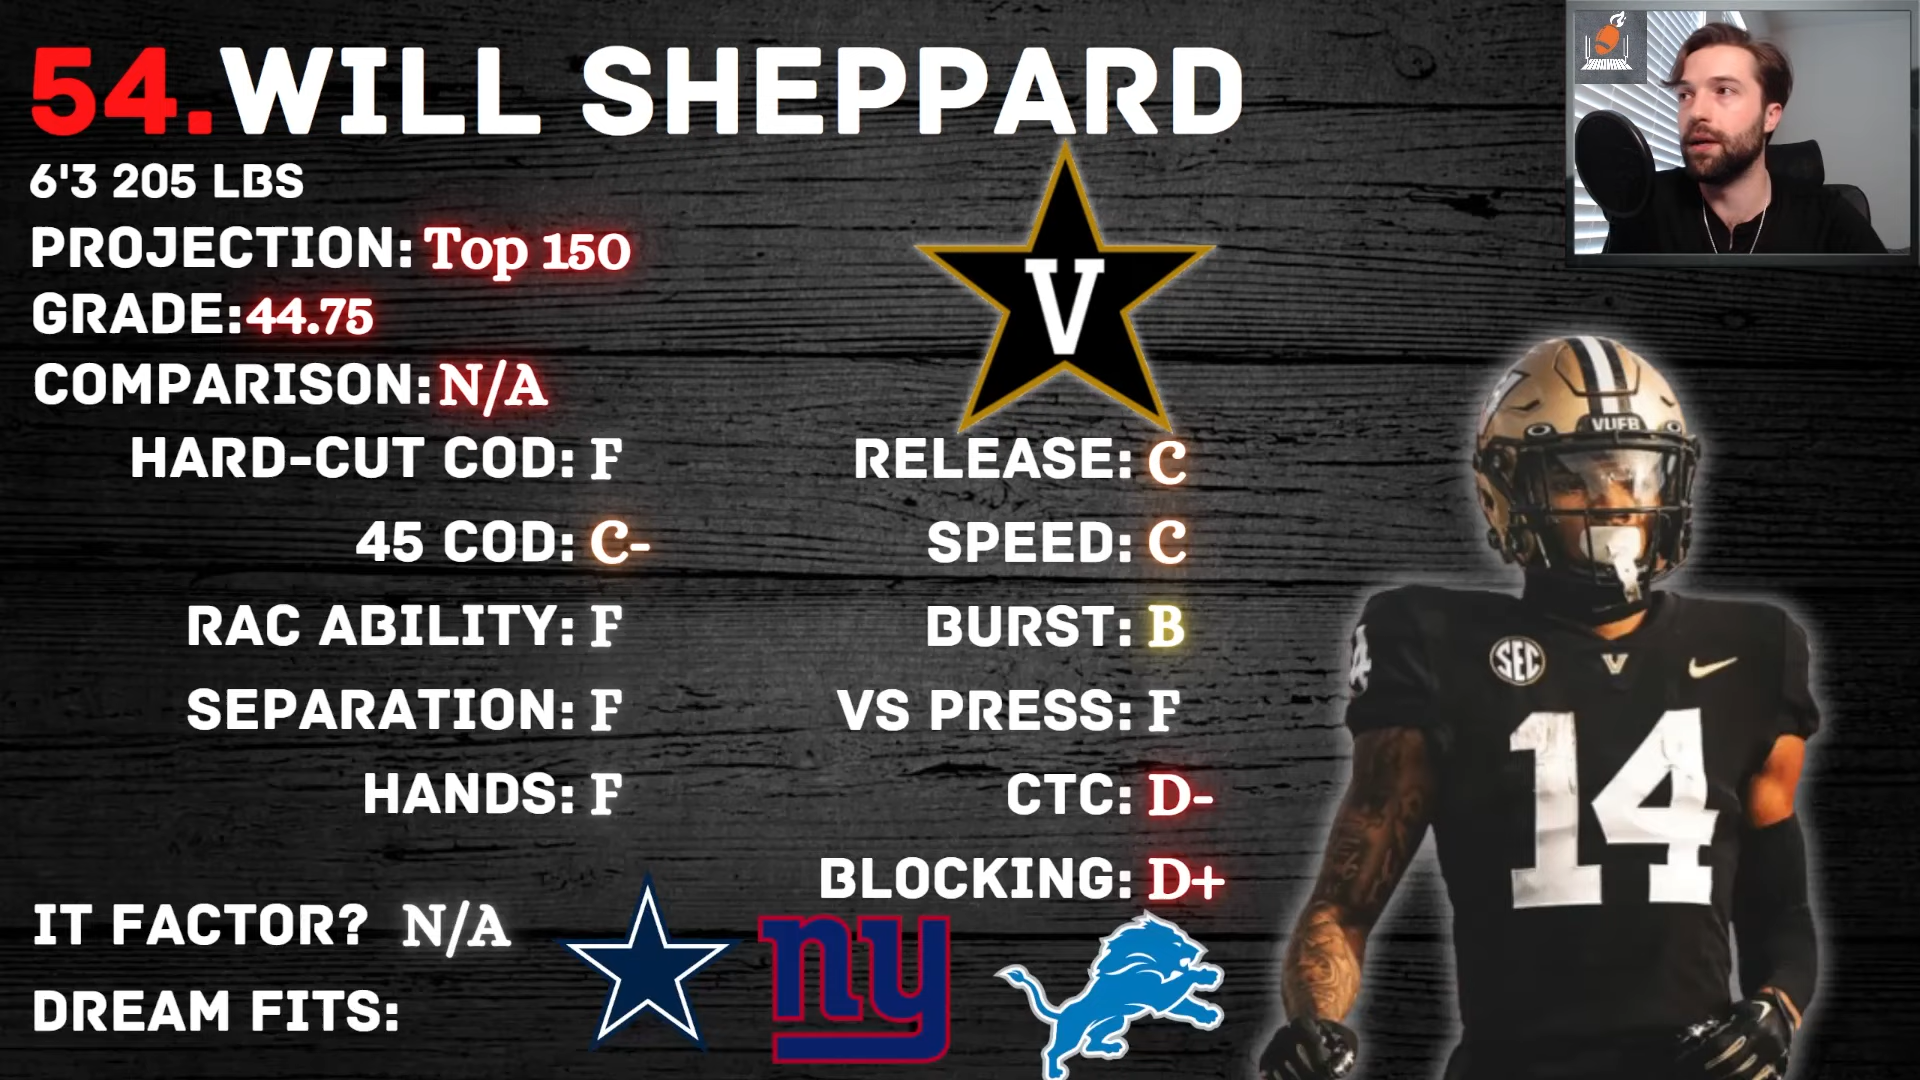 54.WILL SHEPPARD
6'3 205 LBS
PROJECTION: Top 150
GRADE:44.75
COMPARISON:N/A
HARD-CUT COD: F
45 COD: C-
RAC ABILITY: F
SEPARATION: F
HANDS: F
RELEASE: C
SPEED: C
BURST: B
VS PRESS: F
CTC: D-
BLOCKING: D+
IT FACTOR? N/A
DREAM FITS:
V
ny
VUFB
SEC
V
14
14